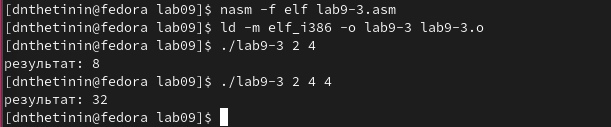 [dnthetinin@fedora lab09]$ nasm -f elf lab9-3.asm
[dnthetinin@fedora lab09]$ ld -m elf_i386 -o lab9-3 lab9-3.o
[dnthetinin@fedora lab09]$ ./lab9-3 2 4
результат: 8
[dnthetinin@fedora lab09]$ ./lab9-3 2 4 4
результат: 32
[dnthetinin@fedora lab09]$